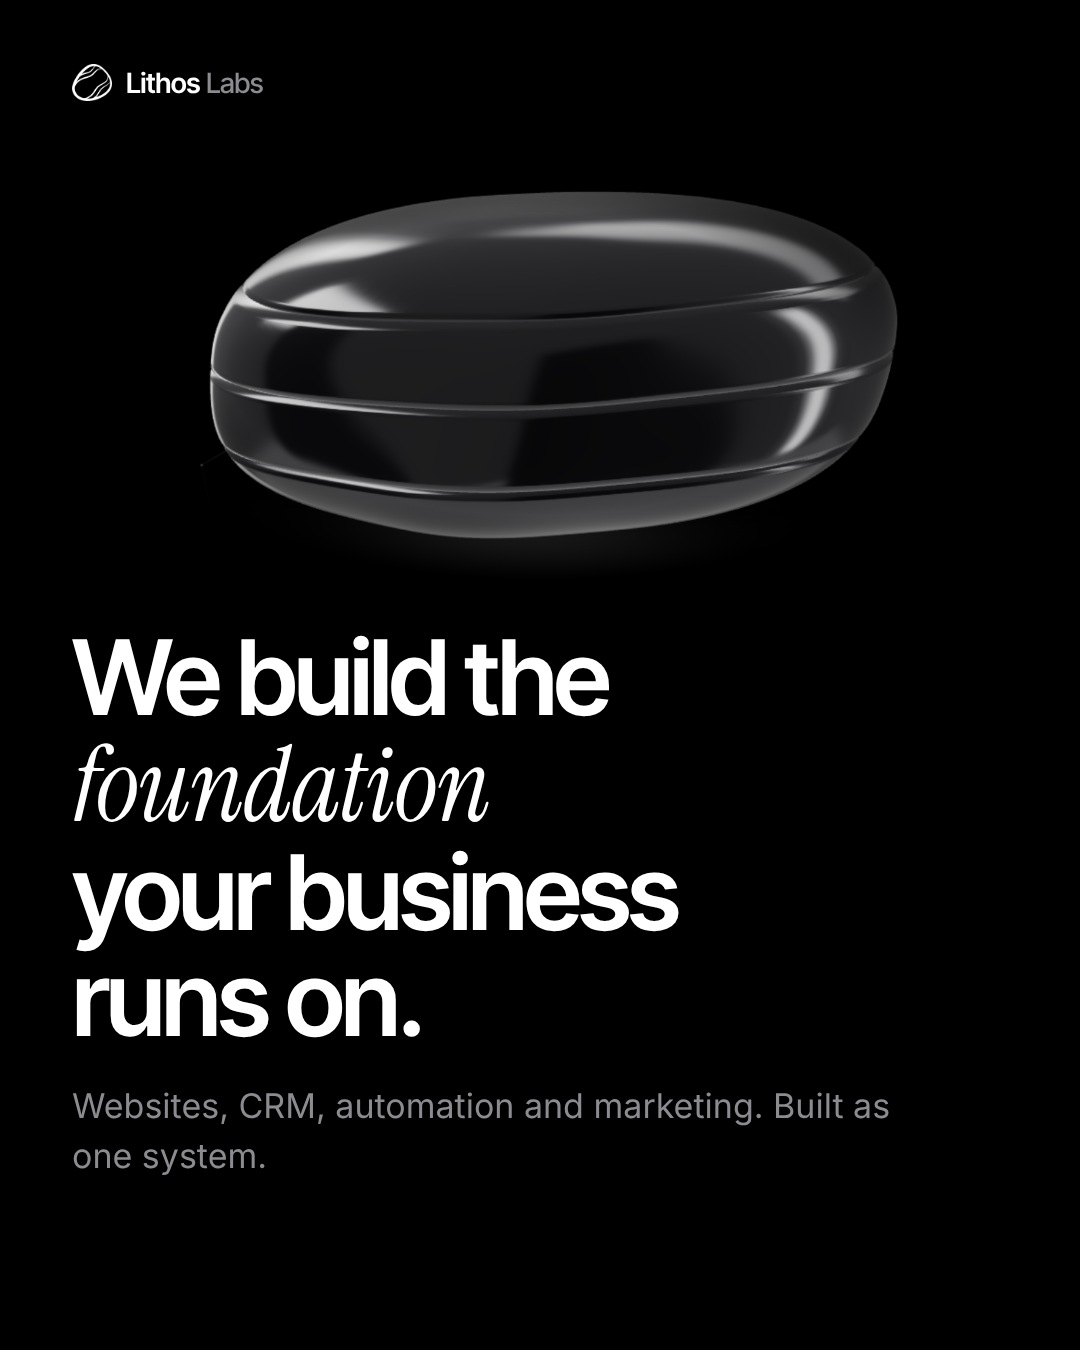 Lithos Labs
We build the
foundation
your business
runs on.
Websites, CRM, automation and marketing. Built as
one system.